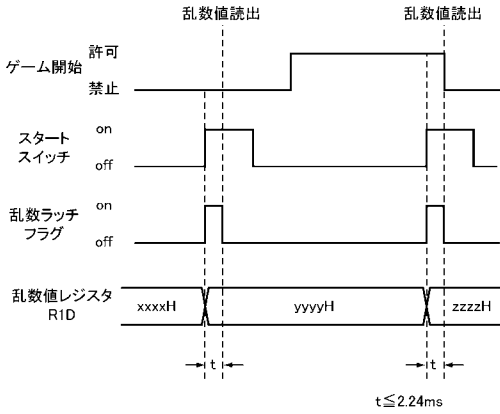 乱数値読出 乱数値読出
ゲーム開始
許可
禁止
スタート
スイッチ
on
off
乱数ラッチ
フラグ
on
off
乱数値レジスタ
R1D
xxxxH yyyyH zzzzH
t t
t≦2.24ms